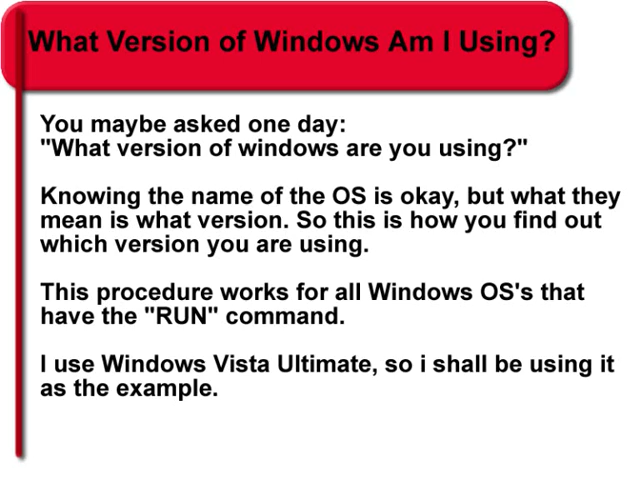 What Version of Windows Am I Using?
You maybe asked one day:
"What version of windows are you using?"
Knowing the name of the OS is okay, but what they
mean is what version. So this is how you find out
which version you are using.
This procedure works for all Windows OS's that
have the "RUN" command.
I use Windows Vista Ultimate, so i shall be using it
as the example.